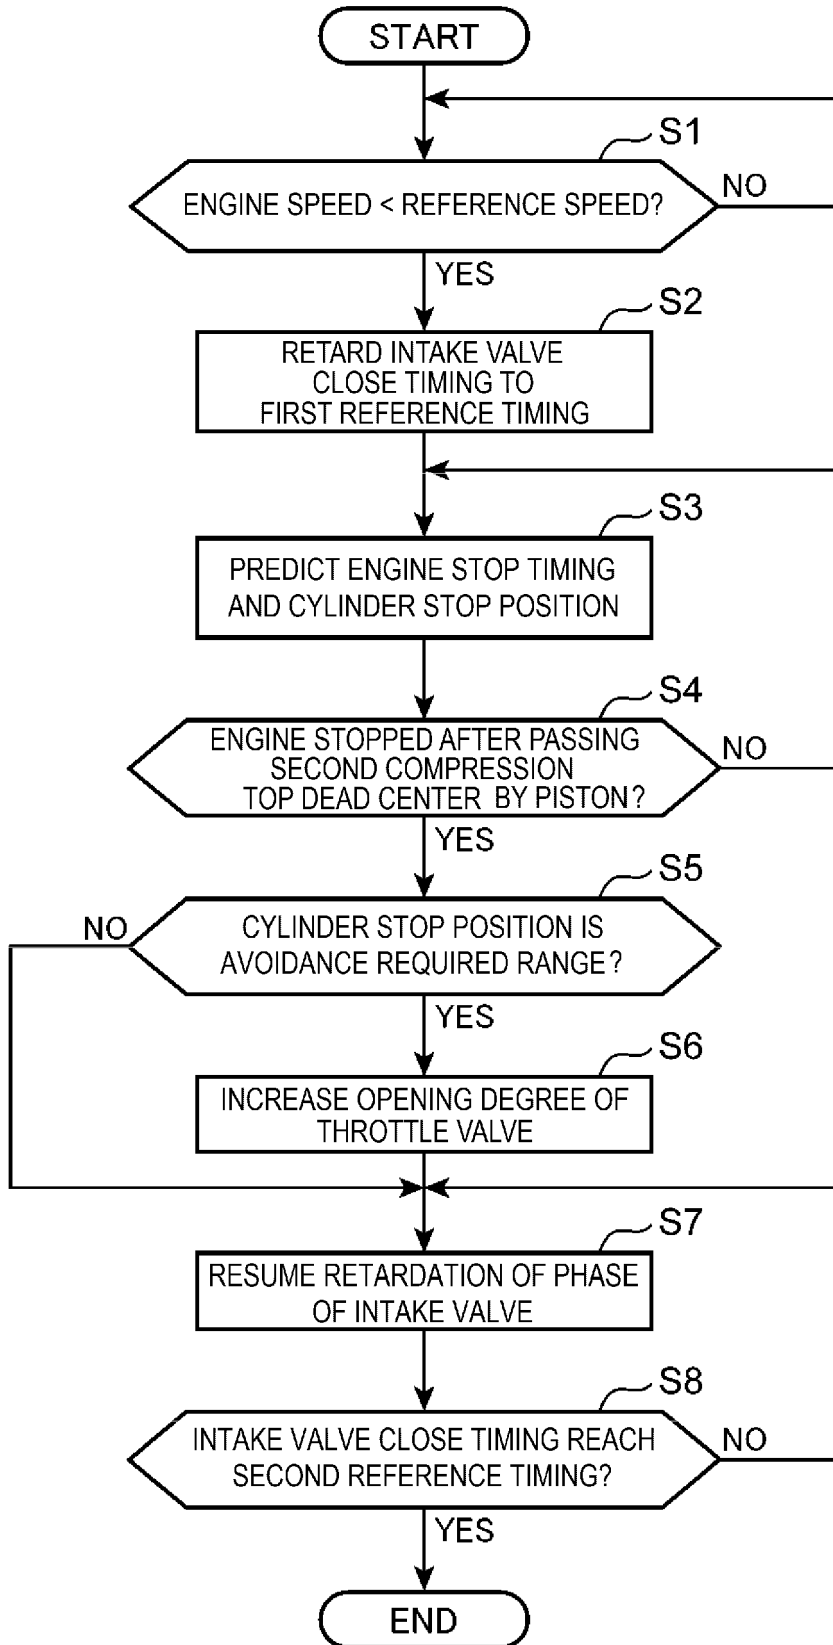 START
S1
ENGINE SPEED < REFERENCE SPEED?
NO
YES
S2
RETARD INTAKE VALVE
CLOSE TIMING TO
FIRST REFERENCE TIMING
S3
PREDICT ENGINE STOP TIMING
AND CYLINDER STOP POSITION
S4
ENGINE STOPPED AFTER PASSING
SECOND COMPRESSION
TOP DEAD CENTER BY PISTON?
NO
YES
S5
NO
CYLINDER STOP POSITION IS
AVOIDANCE REQUIRED RANGE?
YES
S6
INCREASE OPENING DEGREE OF
THROTTLE VALVE
S7
RESUME RETARDATION OF PHASE
OF INTAKE VALVE
S8
INTAKE VALVE CLOSE TIMING REACH
SECOND REFERENCE TIMING?
NO
YES
END